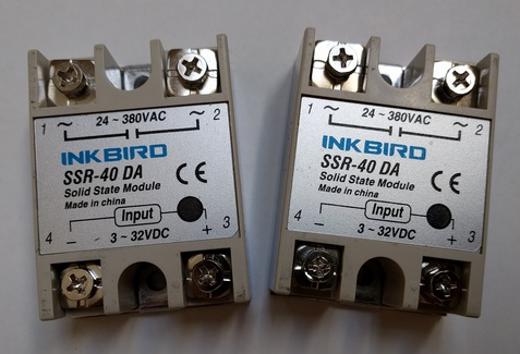 1 ~ 24 ~ 380VAC ~ 2
INKBIRD
SSR-40 DA
Solid State Module
Made in china
CE
Input
4 − 3 ~ 32VDC + 3
1 ~ 24 ~ 380VAC ~ 2
INKBIRD
SSR-40 DA
Solid State Module
Made in china
CE
Input
4 − 3 ~ 32VDC + 3